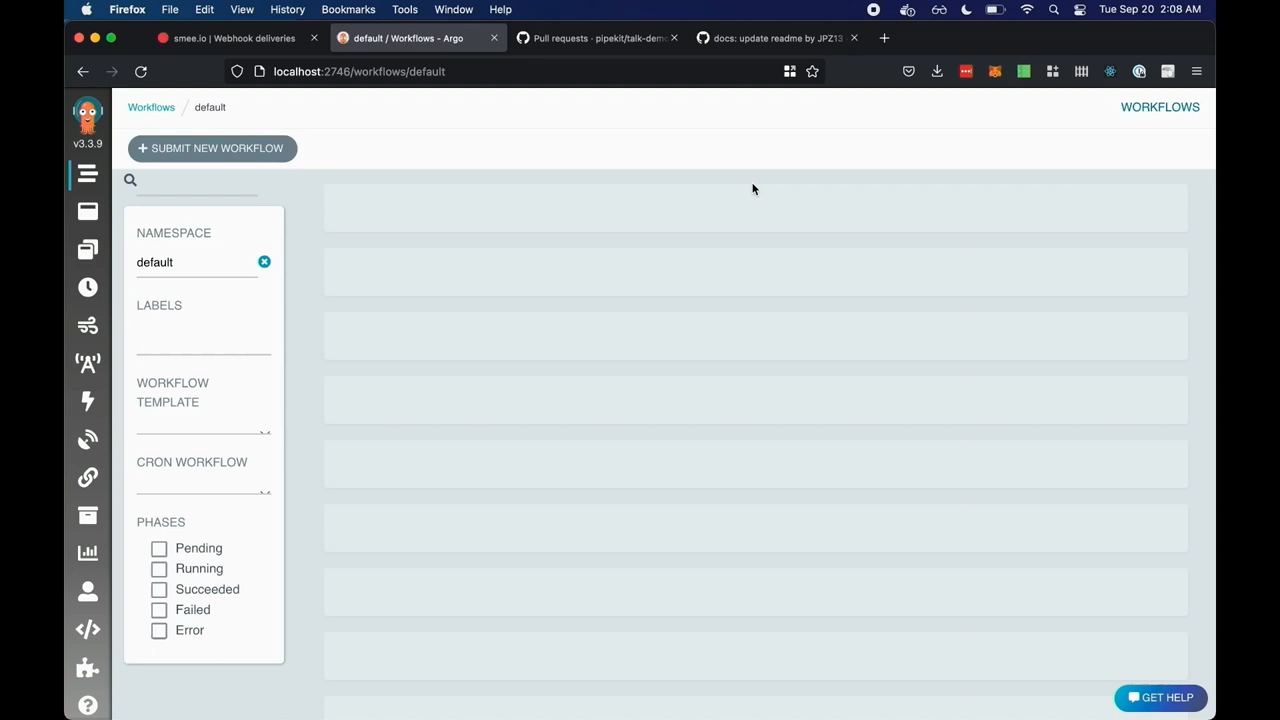 Firefox File Edit View History Bookmarks Tools Window Help Tue Sep 20 2:08 AM
smee.io | Webhook deliveries default / Workflows - Argo Pull requests · pipekit/talk-dem docs: update readme by JPZ13
localhost:2746/workflows/default
Workflows / default WORKFLOWS
v3.3.9
+ SUBMIT NEW WORKFLOW
NAMESPACE
default
LABELS
WORKFLOW
TEMPLATE
CRON WORKFLOW
PHASES
Pending
Running
Succeeded
Failed
Error
GET HELP